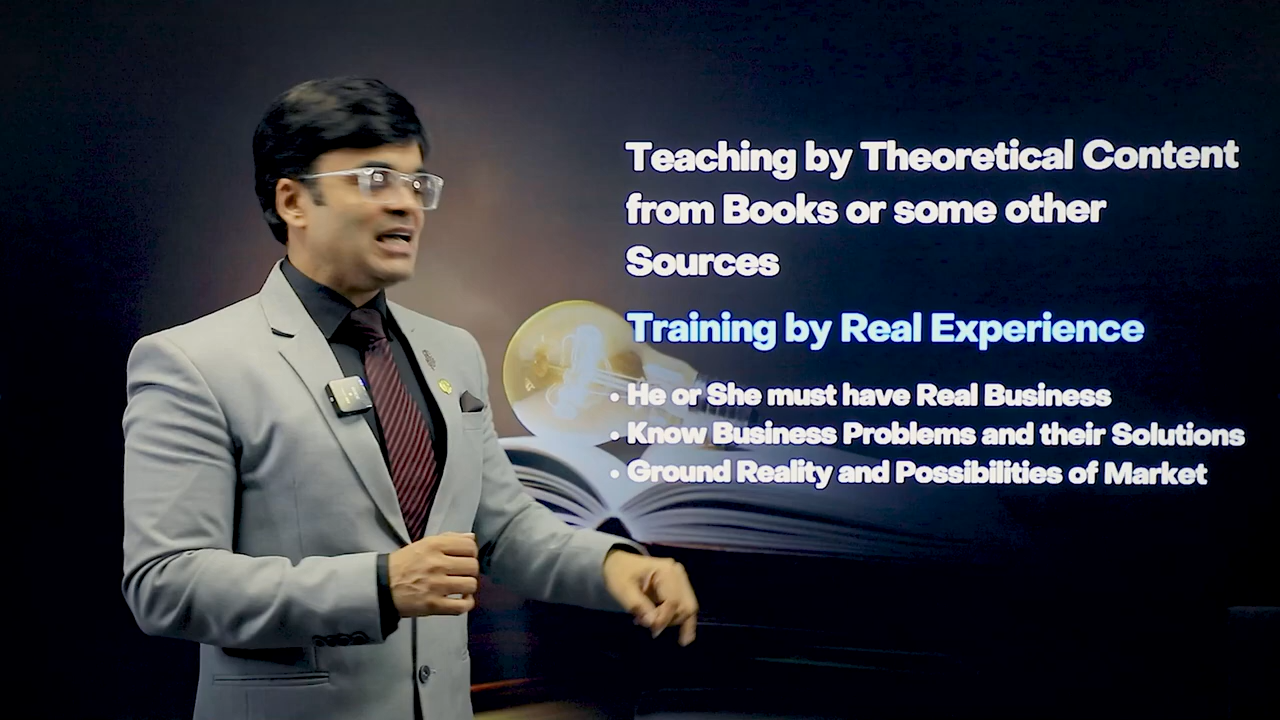 Teaching by Theoretical Content
from Books or some other
Sources
Training by Real Experience
• He or She must have Real Business
• Know Business Problems and their Solutions
• Ground Reality and Possibilities of Market